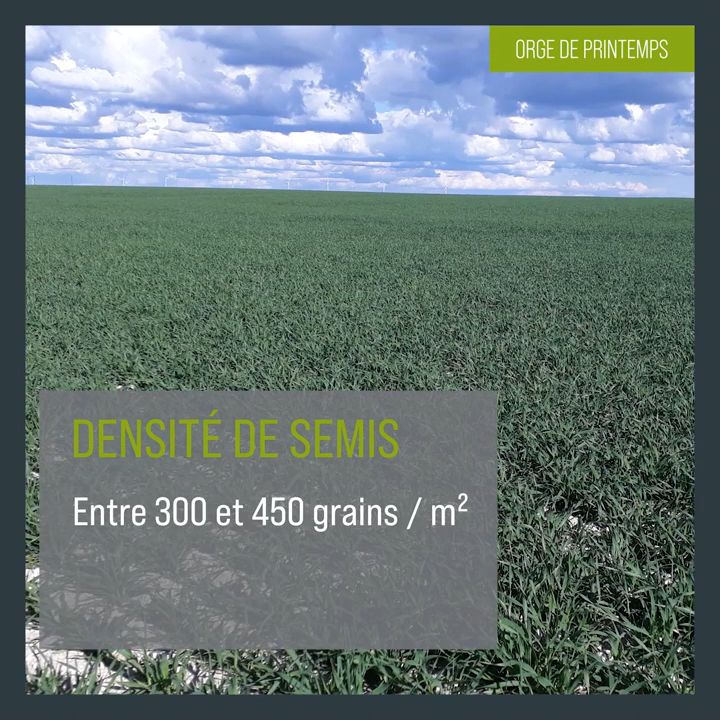 ORGE DE PRINTEMPS
DENSITÉ DE SEMIS
Entre 300 et 450 grains / m²